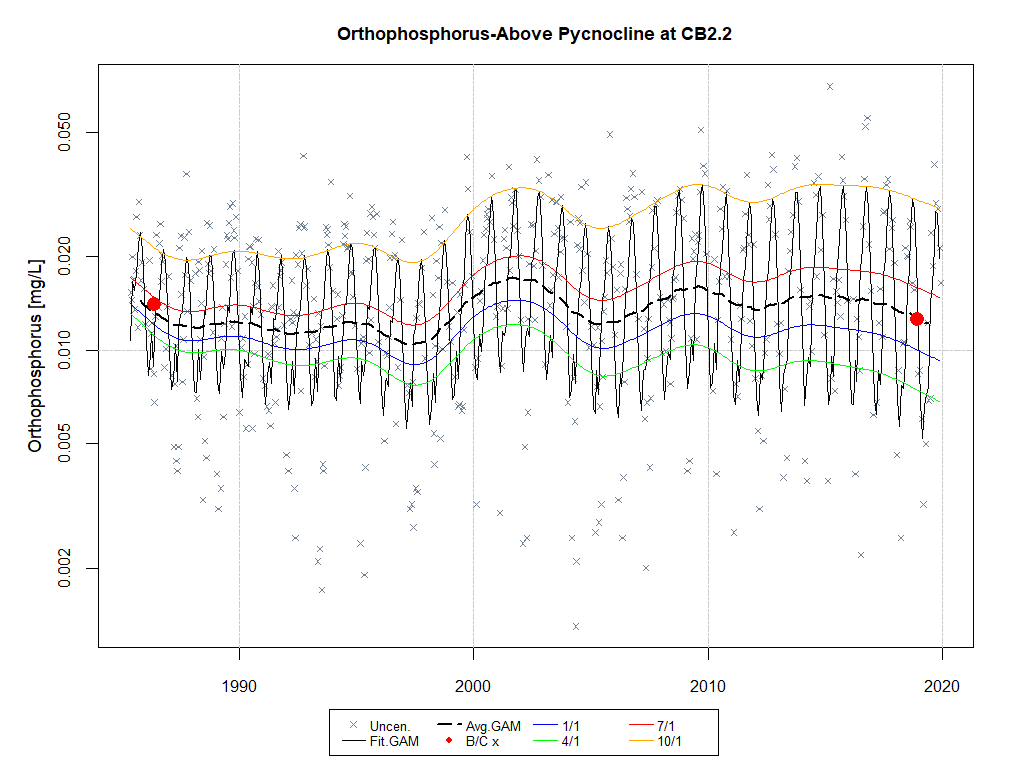 Orthophosphorus-Above Pycnocline at CB2.2
Orthophosphorus [mg/L]
0.050
0.020
0.010
0.005
0.002
1990 2000 2010 2020
Uncen. Avg.GAM 1/1 7/1
Fit.GAM B/C x 4/1 10/1